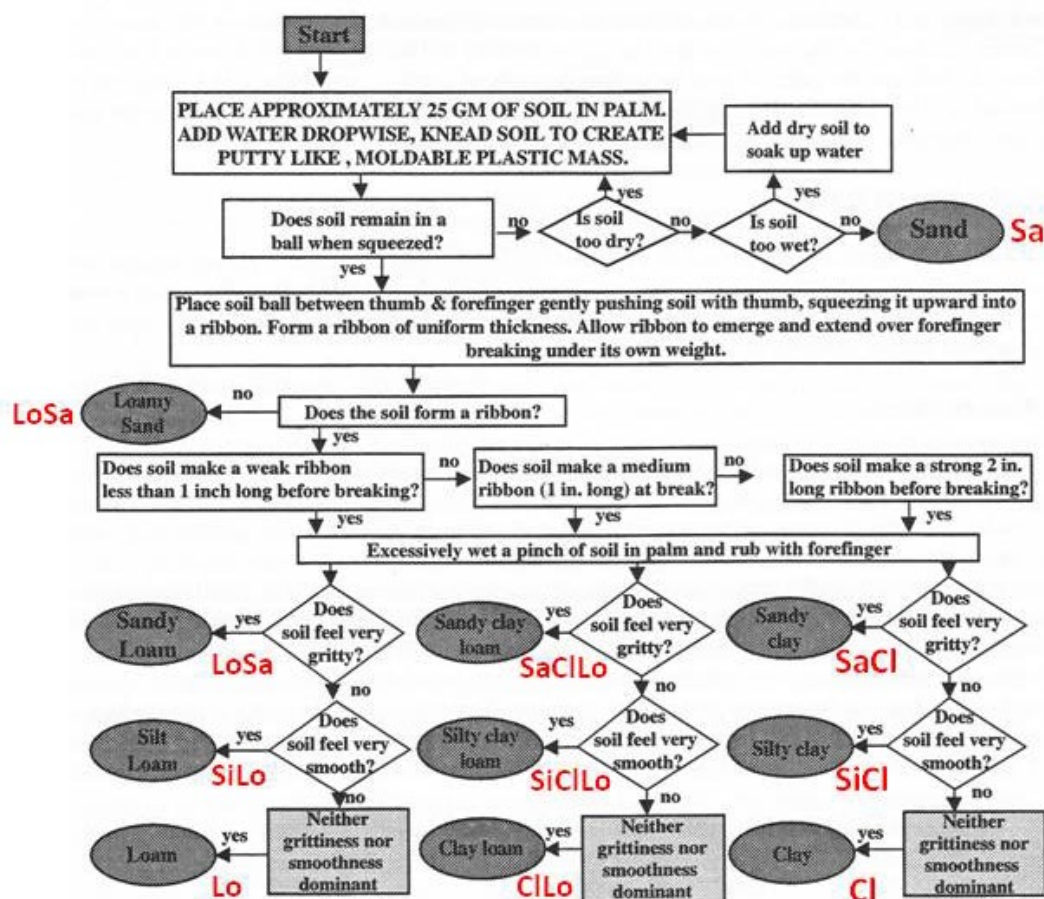 Start
PLACE APPROXIMATELY 25 GM OF SOIL IN PALM.
ADD WATER DROPWISE, KNEAD SOIL TO CREATE
PUTTY LIKE , MOLDABLE PLASTIC MASS.
Add dry soil to
soak up water
yes
yes
Does soil remain in a
ball when squeezed?
no
Is soil
too dry?
no
Is soil
too wet?
no
Sand
Sa
yes
Place soil ball between thumb & forefinger gently pushing soil with thumb, squeezing it upward into
a ribbon. Form a ribbon of uniform thickness. Allow ribbon to emerge and extend over forefinger
breaking under its own weight.
LoSa
Loamy
Sand
no
Does the soil form a ribbon?
yes
Does soil make a weak ribbon
less than 1 inch long before breaking?
no
Does soil make a medium
ribbon (1 in. long) at break?
no
Does soil make a strong 2 in.
long ribbon before breaking?
yes
yes
yes
Excessively wet a pinch of soil in palm and rub with forefinger
Sandy
Loam
yes
LoSa
Does
soil feel very
gritty?
Sandy clay
loam
yes
SaClLo
Does
soil feel very
gritty?
Sandy
clay
yes
SaCl
Does
soil feel very
gritty?
no
no
no
Silt
Loam
yes
SiLo
Does
soil feel very
smooth?
Silty clay
loam
yes
SiClLo
Does
soil feel very
smooth?
Silty clay
yes
SiCl
Does
soil feel very
smooth?
no
no
no
Loam
yes
Lo
Neither
grittiness nor
smoothness
dominant
Clay loam
yes
ClLo
Neither
grittiness nor
smoothness
dominant
Clay
yes
Cl
Neither
grittiness nor
smoothness
dominant